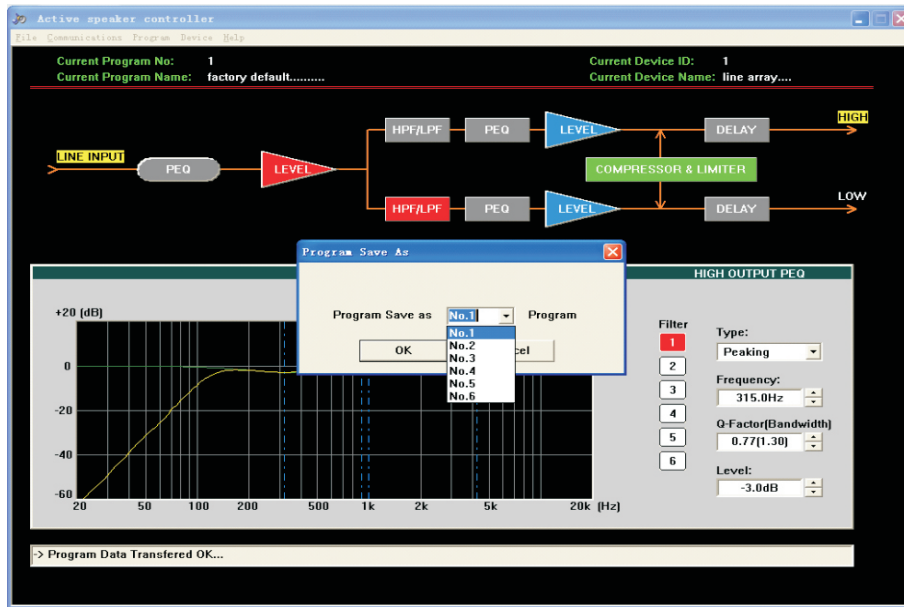 Active speaker controller
File Communications Program Device Help
Current Program No: 1
Current Device ID: 1
Current Program Name: factory default..........
Current Device Name: line array....
HIGH
HPF/LPF PEQ LEVEL DELAY
LINE INPUT
PEQ LEVEL COMPRESSOR & LIMITER
LOW
HPF/LPF PEQ LEVEL DELAY
Program Save As
HIGH OUTPUT PEQ
+20 (dB)
0
-20
-40
-60
20 50 100 200 500 1k 2k 5k 20k (Hz)
Program Save as No.1 Program
No.1
No.2
No.3
No.4
No.5
No.6
OK
Filter
1
2
3
4
5
6
Type:
Peaking
Frequency:
315.0Hz
Q-Factor(Bandwidth)
0.77(1.30)
Level:
-3.0dB
-> Program Data Transfered OK...